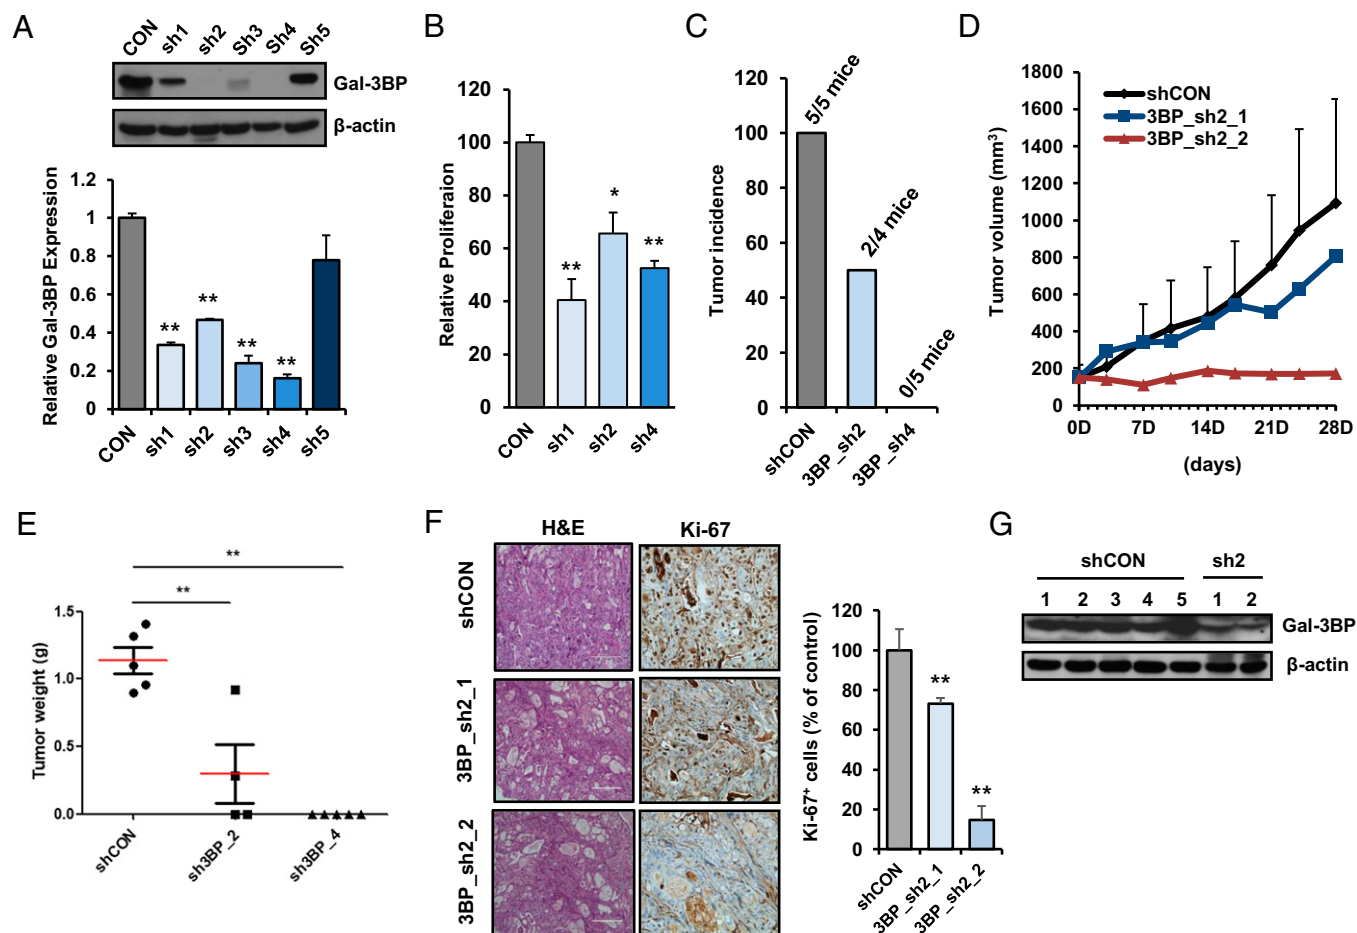 A
CON sh1 sh2 Sh3 Sh4 Sh5
Gal-3BP
β-actin
Relative Gal-3BP Expression
1.2
1
0.8
0.6
0.4
0.2
0
** ** ** **
CON sh1 sh2 sh3 sh4 sh5
B
Relative Proliferaion
120
100
80
60
40
20
0
** * **
CON sh1 sh2 sh4
C
Tumor incidence
120
100
80
60
40
20
0
5/5 mice
2/4 mice
0/5 mice
shCON 3BP_sh2 3BP_sh4
D
Tumor volume (mm³)
1800
1600
1400
1200
1000
800
600
400
200
0
shCON
3BP_sh2_1
3BP_sh2_2
0D 7D 14D 21D 28D
(days)
E
**
**
Tumor weight (g)
1.5
1.0
0.5
0.0
shCON sh3BP_2 sh3BP_4
F
H&E Ki-67
shCON
3BP_sh2_1
3BP_sh2_2
Ki-67⁺ cells (% of control)
120
100
80
60
40
20
0
** **
shCON 3BP_sh2_1 3BP_sh2_2
G
shCON sh2
1 2 3 4 5 1 2
Gal-3BP
β-actin